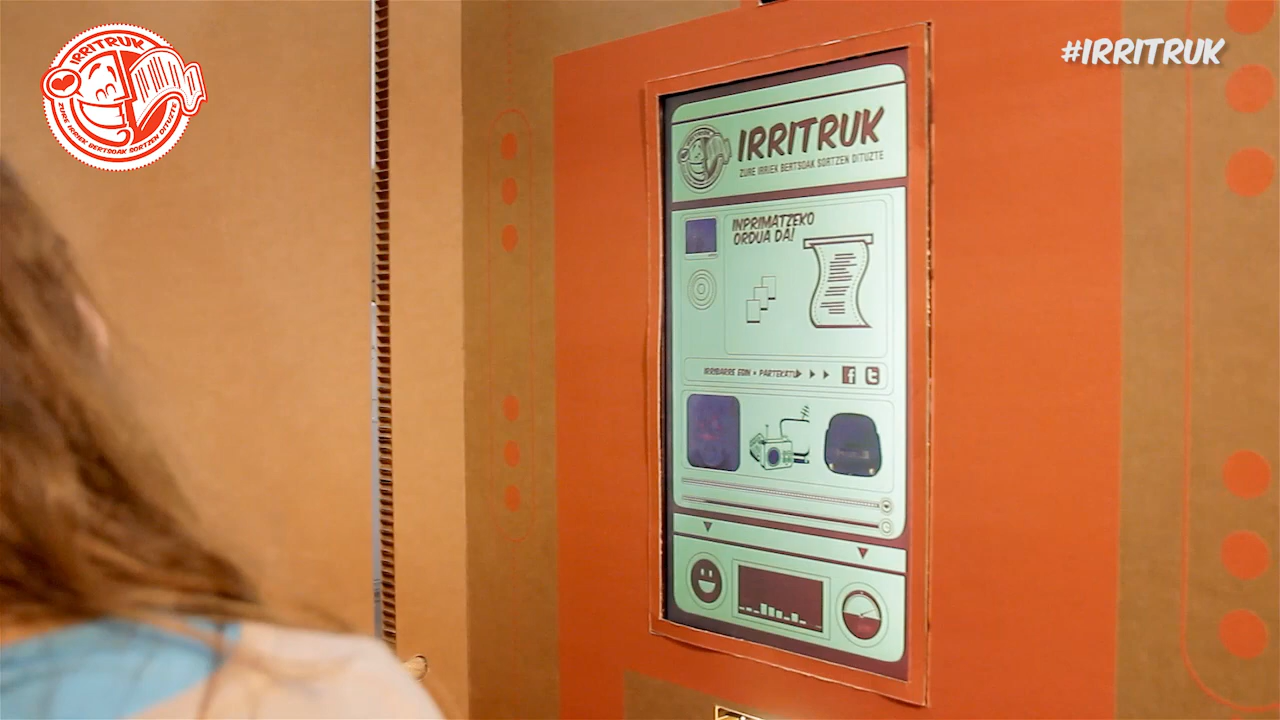 IRRITRUK
ZURE IRRIEK BERTSOAK SORTZEN DITUZTE
#IRRITRUK
IRRITRUK
ZURE IRRIEK BERTSOAK SORTZEN DITUZTE
INPRIMATZEKO
ORDUA DA!
IRRIBARRE EGIN + PARTEKATU